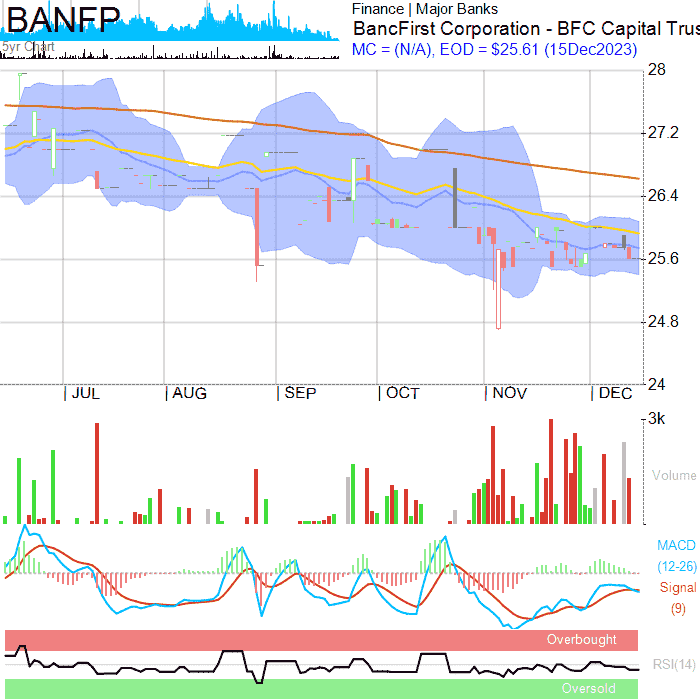 BANFP
5yr Chart
Finance | Major Banks
BancFirst Corporation - BFC Capital Trus
MC = (N/A), EOD = $25.61 (15Dec2023)
28
27.2
26.4
25.6
24.8
24
JUL AUG SEP OCT NOV DEC
3k
Volume
MACD
(12-26)
Signal
(9)
Overbought
RSI(14)
Oversold